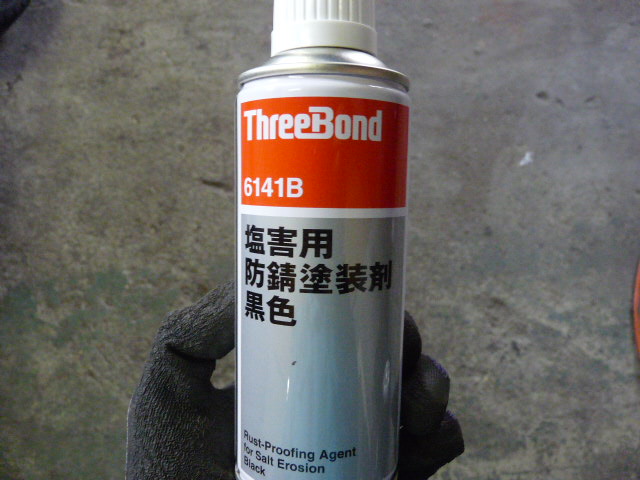 ThreeBond
6141B
塩害用
防錆塗装剤
黒色
Rust-Proofing Agent
for Salt Erosion
Black